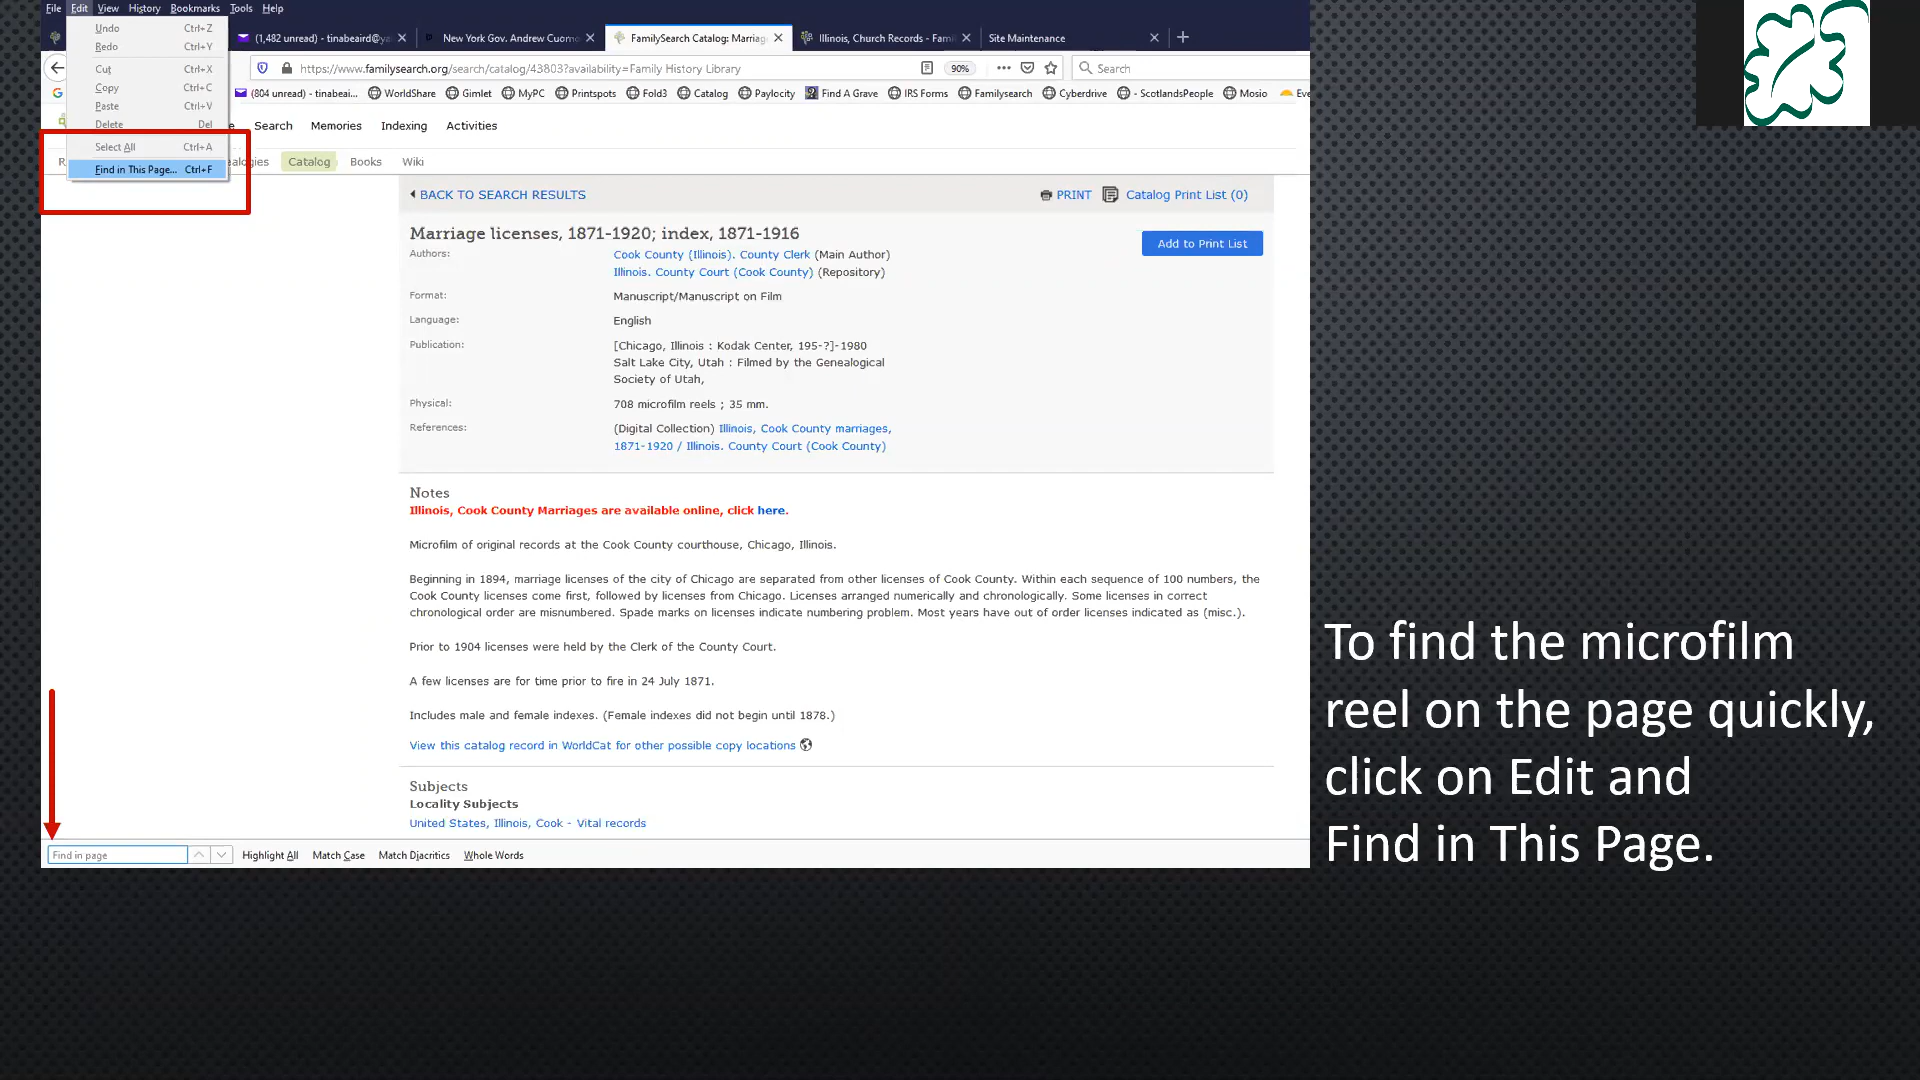 File Edit View History Bookmarks Tools Help
Undo Ctrl+Z
Redo Ctrl+Y
Cut Ctrl+X
Copy Ctrl+C
Paste Ctrl+V
Delete Del
Select All Ctrl+A
Find in This Page... Ctrl+F
(1,482 unread) - tinabeaird@y
New York Gov. Andrew Cuomo
FamilySearch Catalog: Marriag
Illinois, Church Records - Fami
Site Maintenance
https://www.familysearch.org/search/catalog/43803?availability=Family History Library
90%
Search
(804 unread) - tinabeai... WorldShare Gimlet MyPC Printspots Fold3 Catalog Paylocity Find A Grave IRS Forms Familysearch Cyberdrive - ScotlandsPeople Mosio Eve
Search Memories Indexing Activities
ealogies Catalog Books Wiki
BACK TO SEARCH RESULTS
PRINT Catalog Print List (0)
Marriage licenses, 1871-1920; index, 1871-1916
Add to Print List
Authors: Cook County (Illinois). County Clerk (Main Author)
Illinois. County Court (Cook County) (Repository)
Format: Manuscript/Manuscript on Film
Language: English
Publication: [Chicago, Illinois : Kodak Center, 195-?]-1980
Salt Lake City, Utah : Filmed by the Genealogical
Society of Utah,
Physical: 708 microfilm reels ; 35 mm.
References: (Digital Collection) Illinois, Cook County marriages,
1871-1920 / Illinois. County Court (Cook County)
Notes
Illinois, Cook County Marriages are available online, click here.
Microfilm of original records at the Cook County courthouse, Chicago, Illinois.
Beginning in 1894, marriage licenses of the city of Chicago are separated from other licenses of Cook County. Within each sequence of 100 numbers, the
Cook County licenses come first, followed by licenses from Chicago. Licenses arranged numerically and chronologically. Some licenses in correct
chronological order are misnumbered. Spade marks on licenses indicate numbering problem. Most years have out of order licenses indicated as (misc.).
Prior to 1904 licenses were held by the Clerk of the County Court.
A few licenses are for time prior to fire in 24 July 1871.
Includes male and female indexes. (Female indexes did not begin until 1878.)
View this catalog record in WorldCat for other possible copy locations
Subjects
Locality Subjects
United States, Illinois, Cook - Vital records
Find in page Highlight All Match Case Match Diacritics Whole Words
To find the microfilm
reel on the page quickly,
click on Edit and
Find in This Page.